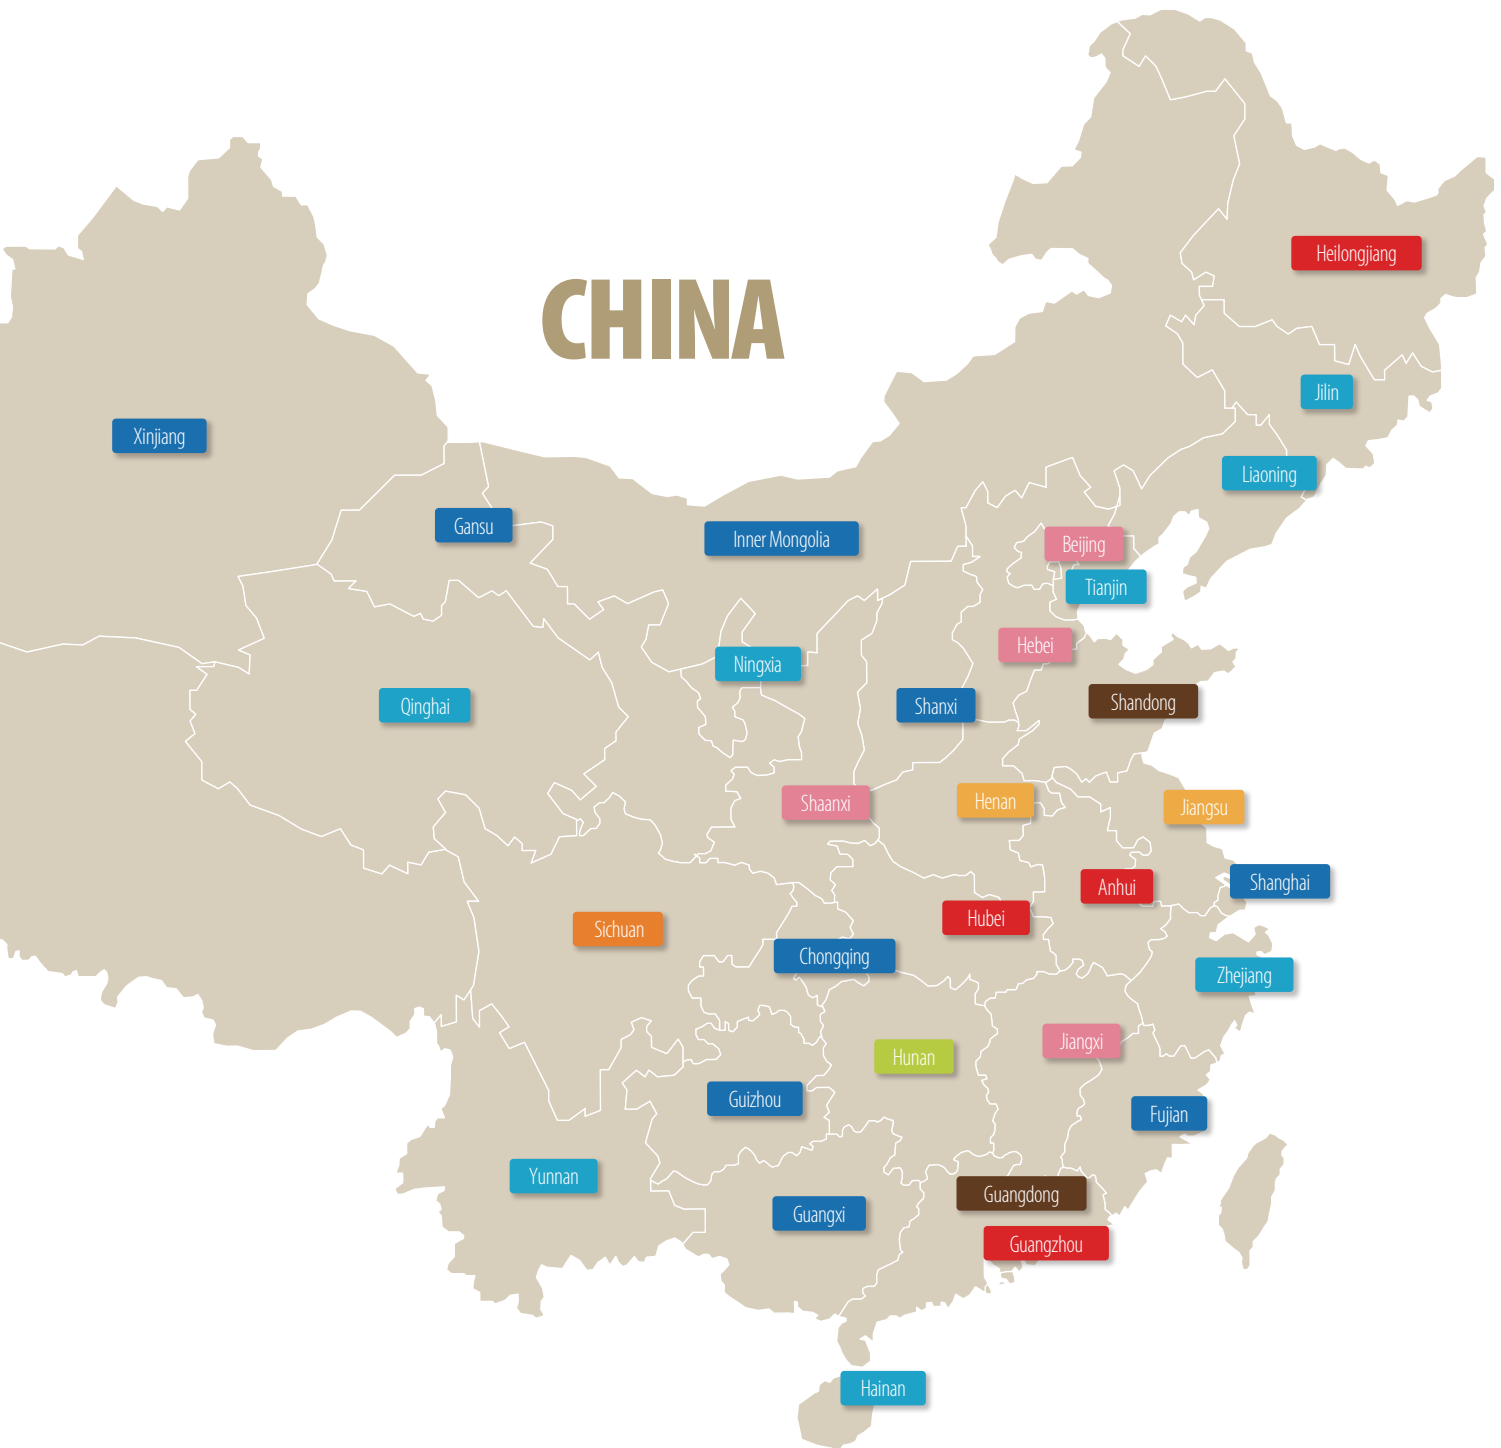 Heilongjiang
CHINA
Jilin
Xinjiang
Liaoning
Gansu
Inner Mongolia
Beijing
Tianjin
Hebei
Ningxia
Shandong
Qinghai
Shanxi
Shaanxi
Henan
Jiangsu
Shanghai
Anhui
Hubei
Sichuan
Chongqing
Zhejiang
Jiangxi
Hunan
Guizhou
Fujian
Yunnan
Guangdong
Guangxi
Guangzhou
Hainan